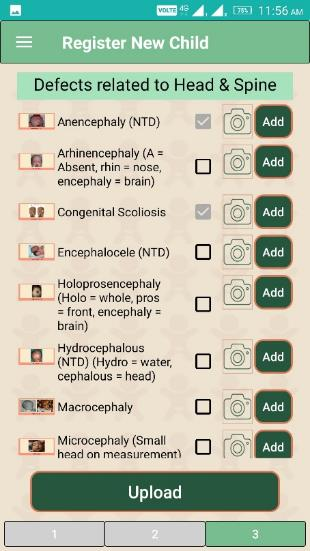 VOLTE 4G 78% 11:56 AM
Register New Child
Defects related to Head & Spine
Anencephaly (NTD) Add
Arhinencephaly (A =
Absent, rhin = nose,
encephaly = brain) Add
Congenital Scoliosis Add
Encephalocele (NTD) Add
Holoprosencephaly
(Holo = whole, pros
= front, encephaly =
brain) Add
Hydrocephalous
(NTD) (Hydro = water,
cephalous = head) Add
Macrocephaly Add
Microcephaly (Small
head on measurement) Add
Upload
1 2 3